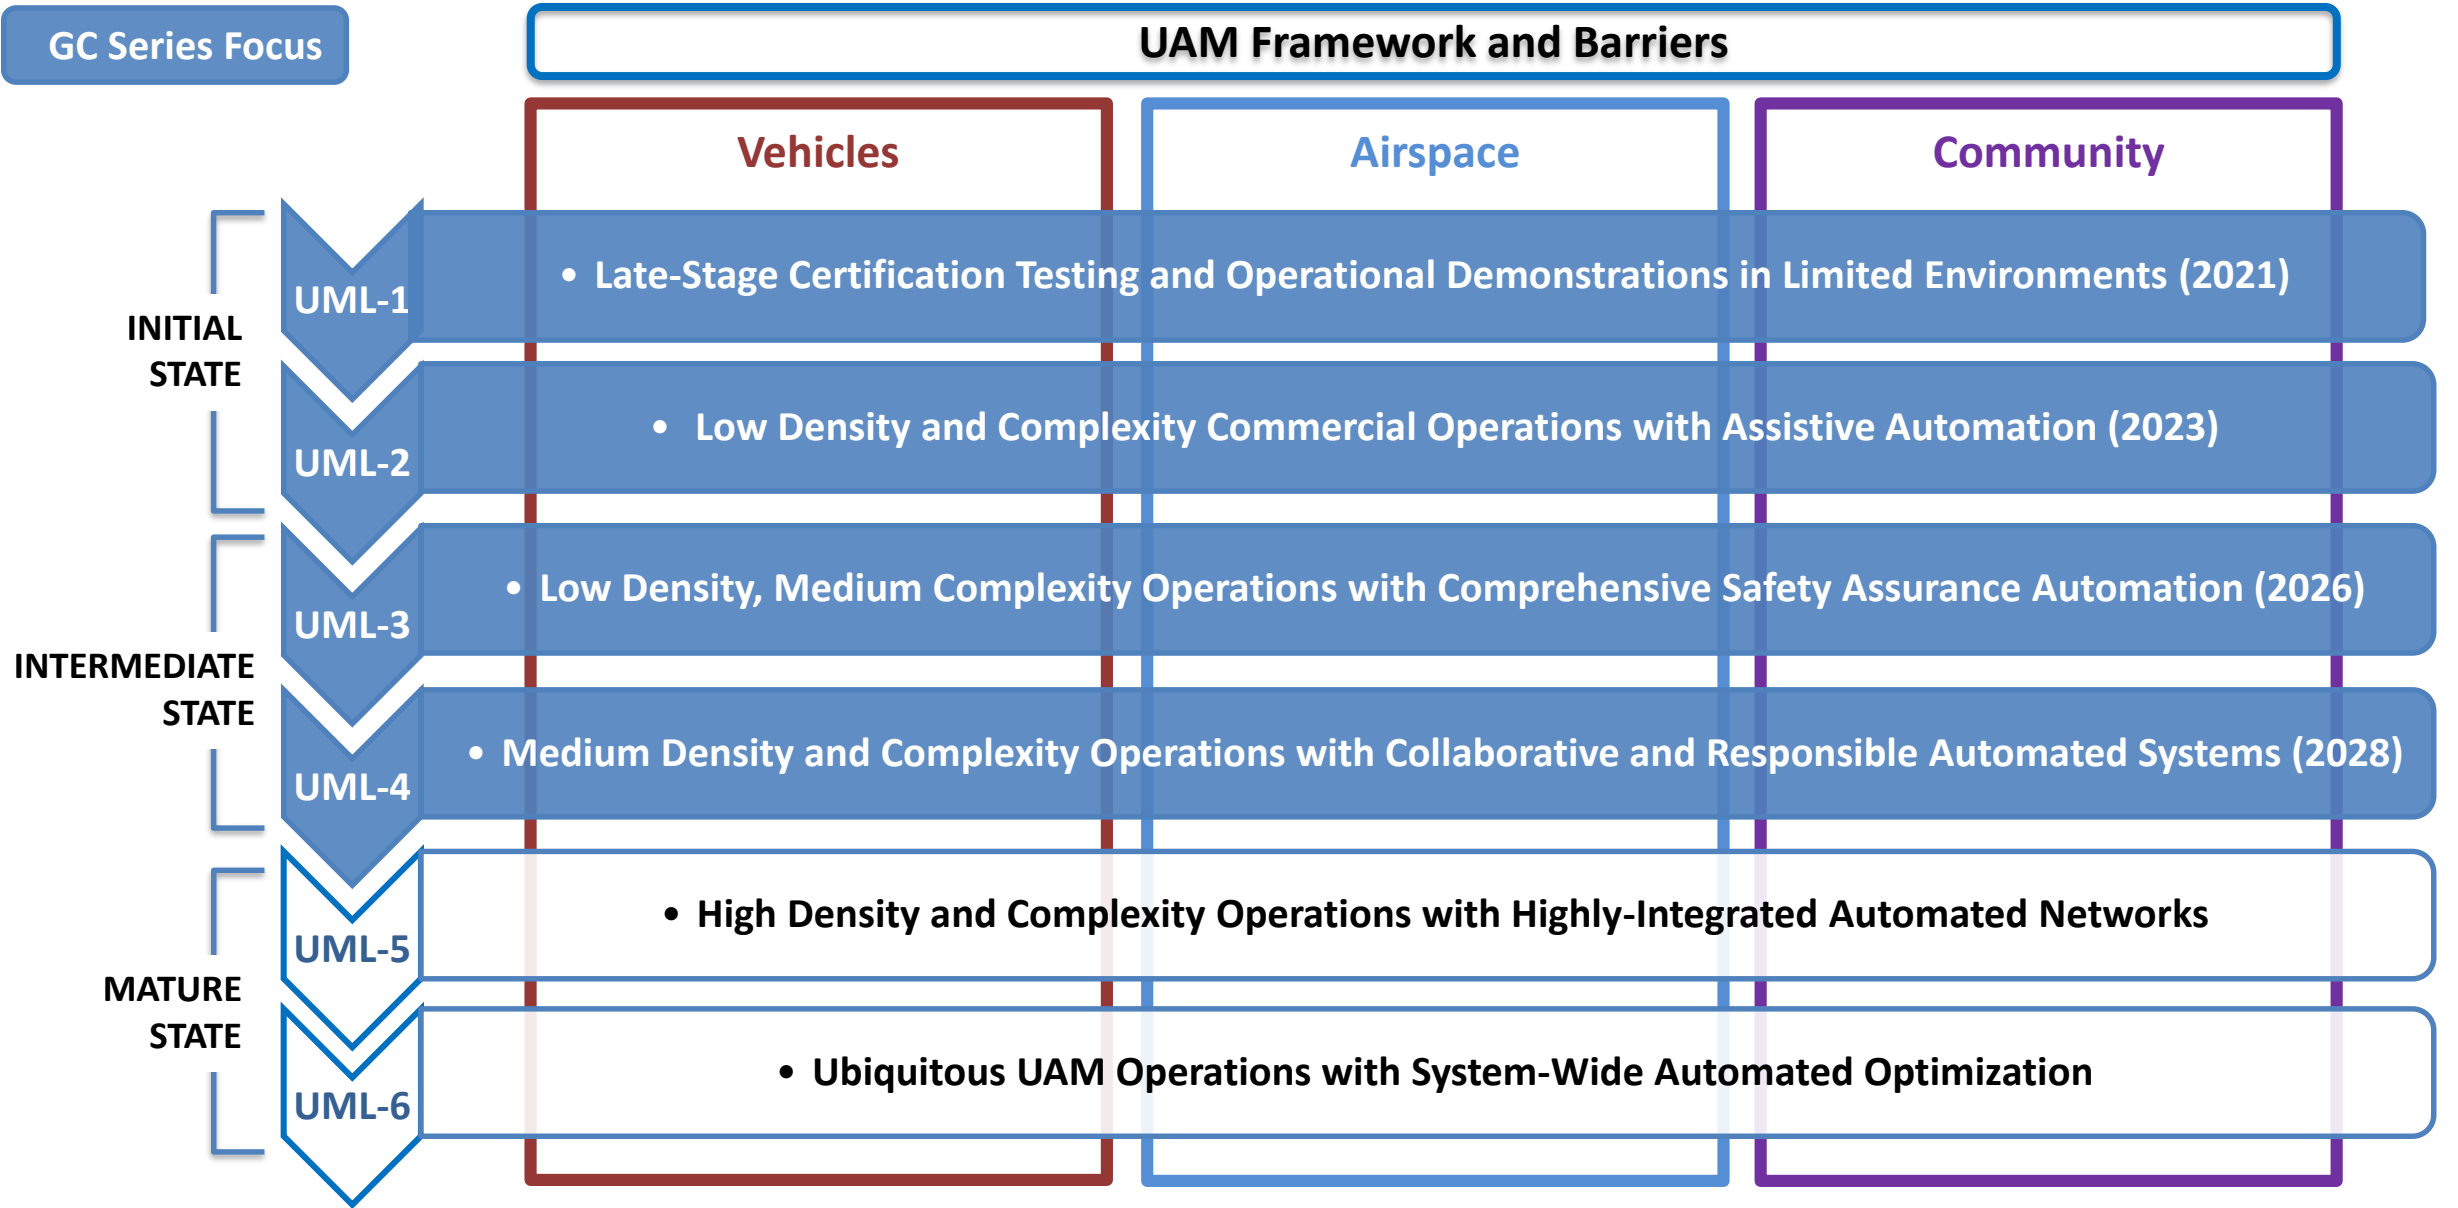 GC Series Focus
UAM Framework and Barriers
Vehicles
Airspace
Community
INITIAL
STATE
UML-1
• Late-Stage Certification Testing and Operational Demonstrations in Limited Environments (2021)
UML-2
• Low Density and Complexity Commercial Operations with Assistive Automation (2023)
INTERMEDIATE
STATE
UML-3
• Low Density, Medium Complexity Operations with Comprehensive Safety Assurance Automation (2026)
UML-4
• Medium Density and Complexity Operations with Collaborative and Responsible Automated Systems (2028)
MATURE
STATE
UML-5
• High Density and Complexity Operations with Highly-Integrated Automated Networks
UML-6
• Ubiquitous UAM Operations with System-Wide Automated Optimization